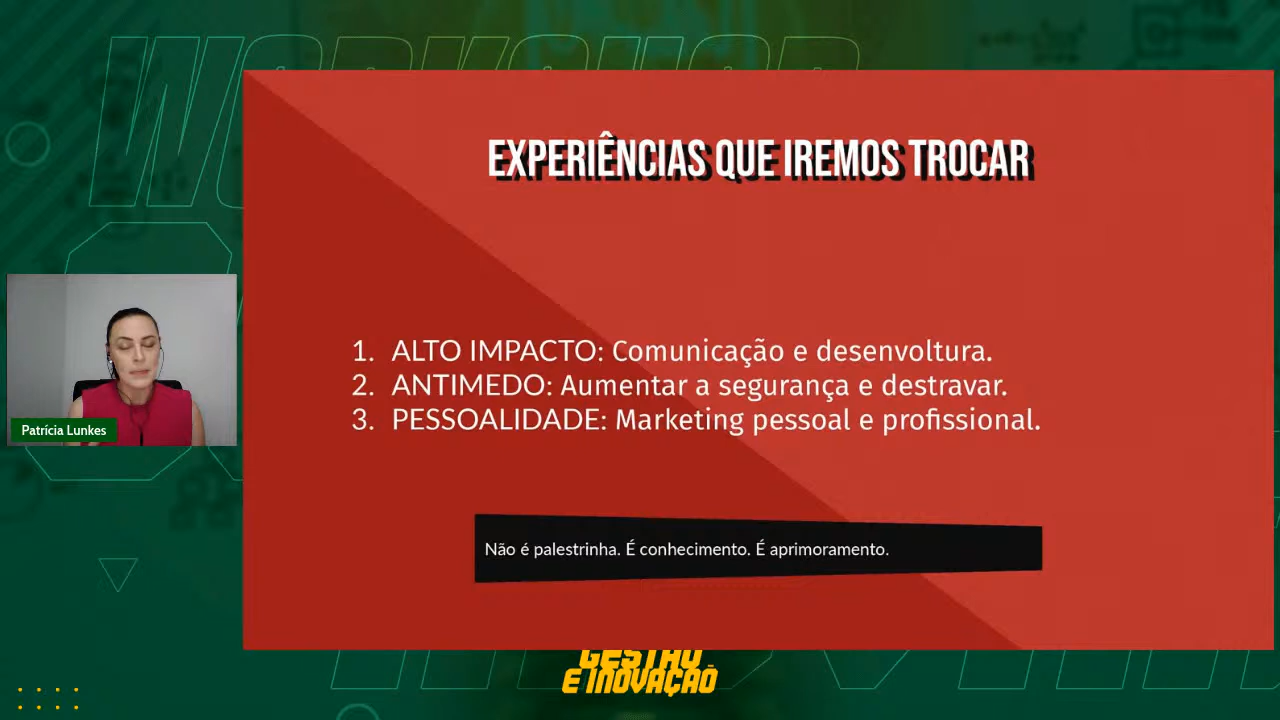 WORKSHOP
EXPERIÊNCIAS QUE IREMOS TROCAR
1. ALTO IMPACTO: Comunicação e desenvoltura.
2. ANTIMEDO: Aumentar a segurança e destravar.
3. PESSOALIDADE: Marketing pessoal e profissional.
Patrícia Lunkes
Não é palestrinha. É conhecimento. É aprimoramento.
GESTÃO
E INOVAÇÃO